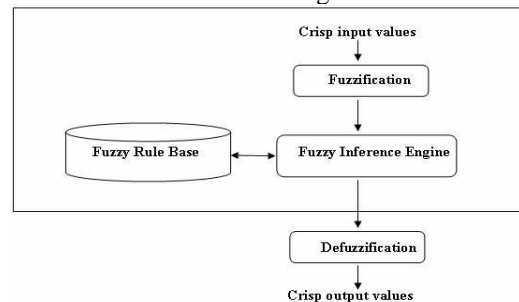 Crisp input values
Fuzzification
Fuzzy Rule Base
Fuzzy Inference Engine
Defuzzification
Crisp output values